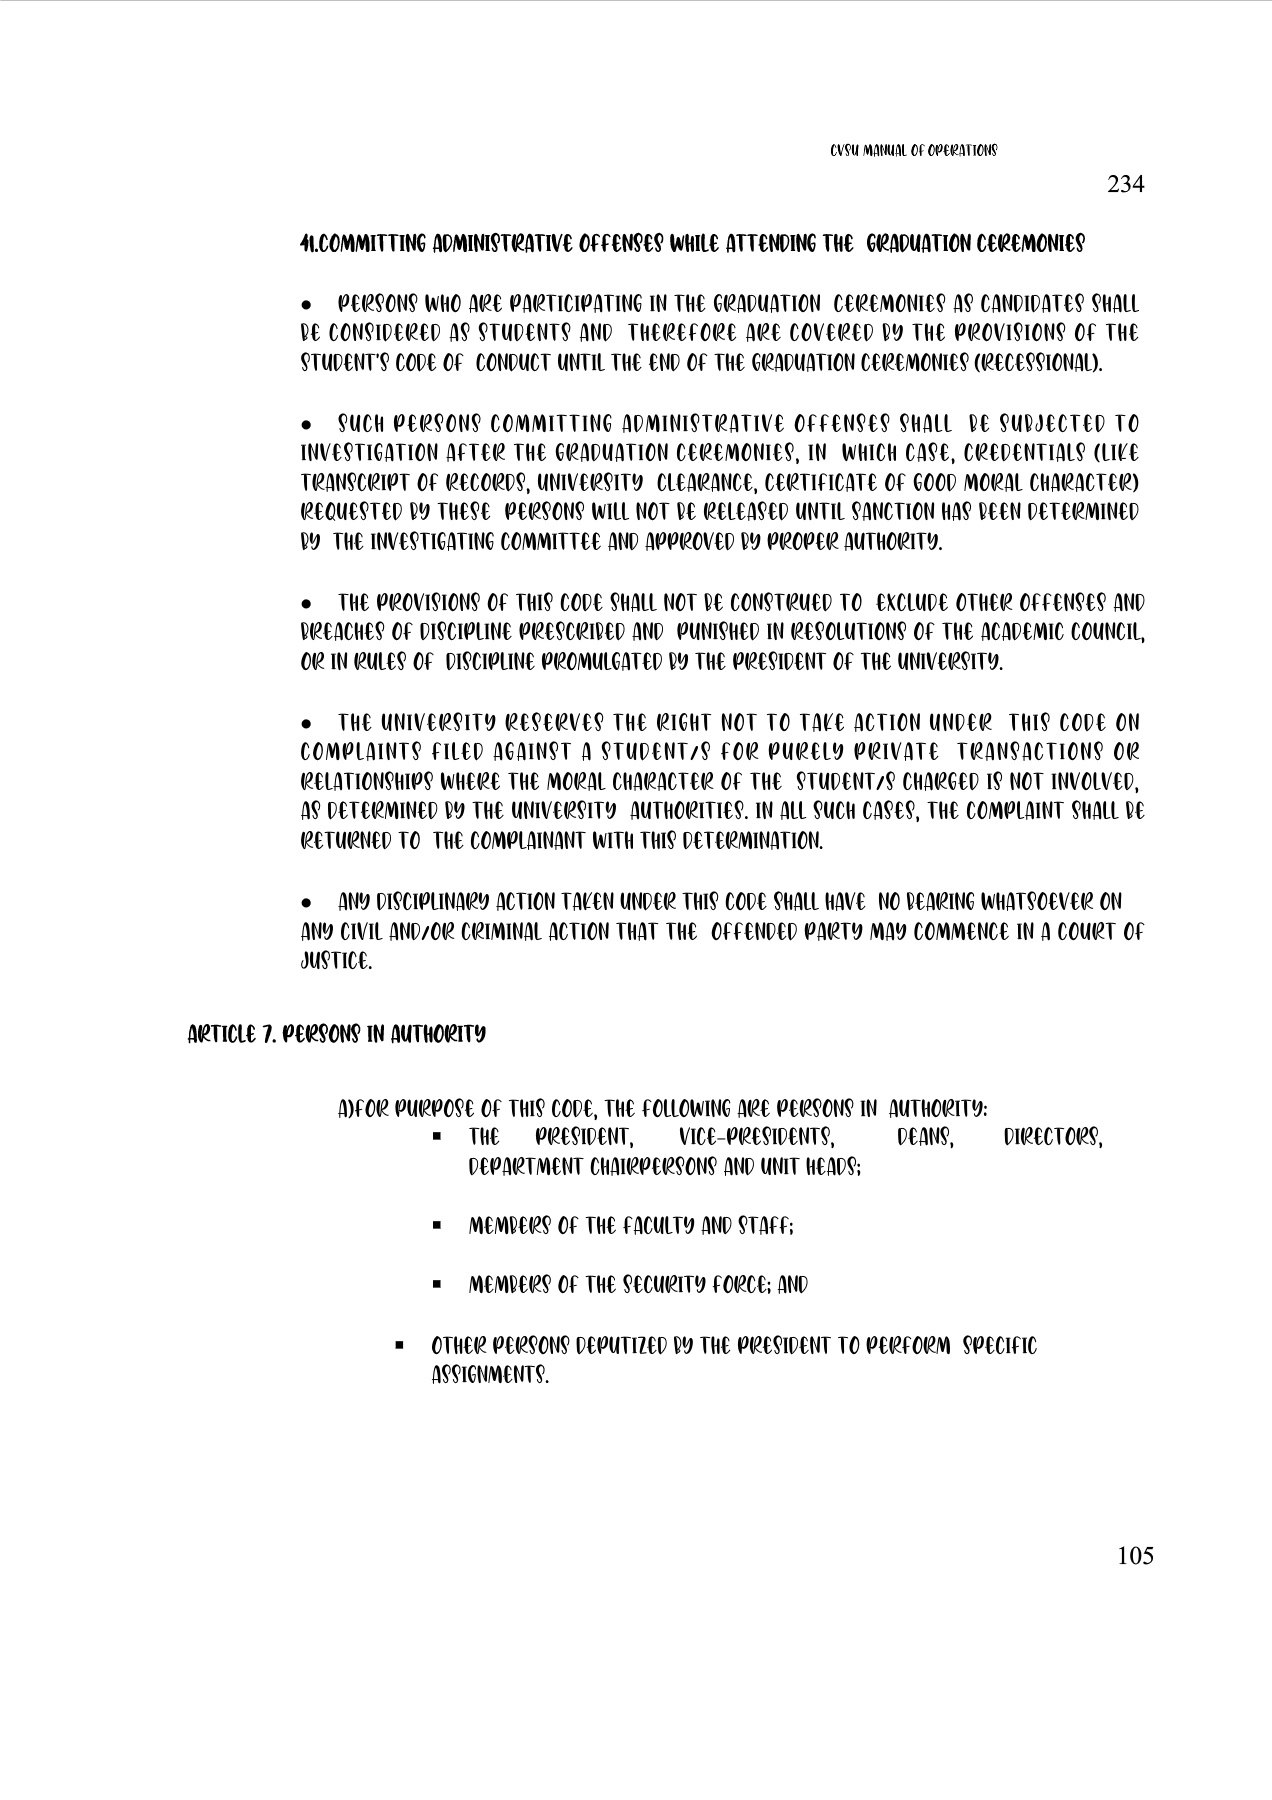 CVSU MANUAL OF OPERATIONS
234
41.COMMITTING ADMINISTRATIVE OFFENSES WHILE ATTENDING THE GRADUATION CEREMONIES
● PERSONS WHO ARE PARTICIPATING IN THE GRADUATION CEREMONIES AS CANDIDATES SHALL
BE CONSIDERED AS STUDENTS AND THEREFORE ARE COVERED BY THE PROVISIONS OF THE
STUDENT'S CODE OF CONDUCT UNTIL THE END OF THE GRADUATION CEREMONIES (RECESSIONAL).
● SUCH PERSONS COMMITTING ADMINISTRATIVE OFFENSES SHALL BE SUBJECTED TO
INVESTIGATION AFTER THE GRADUATION CEREMONIES, IN WHICH CASE, CREDENTIALS (LIKE
TRANSCRIPT OF RECORDS, UNIVERSITY CLEARANCE, CERTIFICATE OF GOOD MORAL CHARACTER)
REQUESTED BY THESE PERSONS WILL NOT BE RELEASED UNTIL SANCTION HAS BEEN DETERMINED
BY THE INVESTIGATING COMMITTEE AND APPROVED BY PROPER AUTHORITY.
● THE PROVISIONS OF THIS CODE SHALL NOT BE CONSTRUED TO EXCLUDE OTHER OFFENSES AND
BREACHES OF DISCIPLINE PRESCRIBED AND PUNISHED IN RESOLUTIONS OF THE ACADEMIC COUNCIL,
OR IN RULES OF DISCIPLINE PROMULGATED BY THE PRESIDENT OF THE UNIVERSITY.
● THE UNIVERSITY RESERVES THE RIGHT NOT TO TAKE ACTION UNDER THIS CODE ON
COMPLAINTS FILED AGAINST A STUDENT/S FOR PURELY PRIVATE TRANSACTIONS OR
RELATIONSHIPS WHERE THE MORAL CHARACTER OF THE STUDENT/S CHARGED IS NOT INVOLVED,
AS DETERMINED BY THE UNIVERSITY AUTHORITIES. IN ALL SUCH CASES, THE COMPLAINT SHALL BE
RETURNED TO THE COMPLAINANT WITH THIS DETERMINATION.
● ANY DISCIPLINARY ACTION TAKEN UNDER THIS CODE SHALL HAVE NO BEARING WHATSOEVER ON
ANY CIVIL AND/OR CRIMINAL ACTION THAT THE OFFENDED PARTY MAY COMMENCE IN A COURT OF
JUSTICE.
ARTICLE 7. PERSONS IN AUTHORITY
A)FOR PURPOSE OF THIS CODE, THE FOLLOWING ARE PERSONS IN AUTHORITY:
▪ THE PRESIDENT, VICE-PRESIDENTS, DEANS, DIRECTORS,
DEPARTMENT CHAIRPERSONS AND UNIT HEADS;
▪ MEMBERS OF THE FACULTY AND STAFF;
▪ MEMBERS OF THE SECURITY FORCE; AND
▪ OTHER PERSONS DEPUTIZED BY THE PRESIDENT TO PERFORM SPECIFIC
ASSIGNMENTS.
105